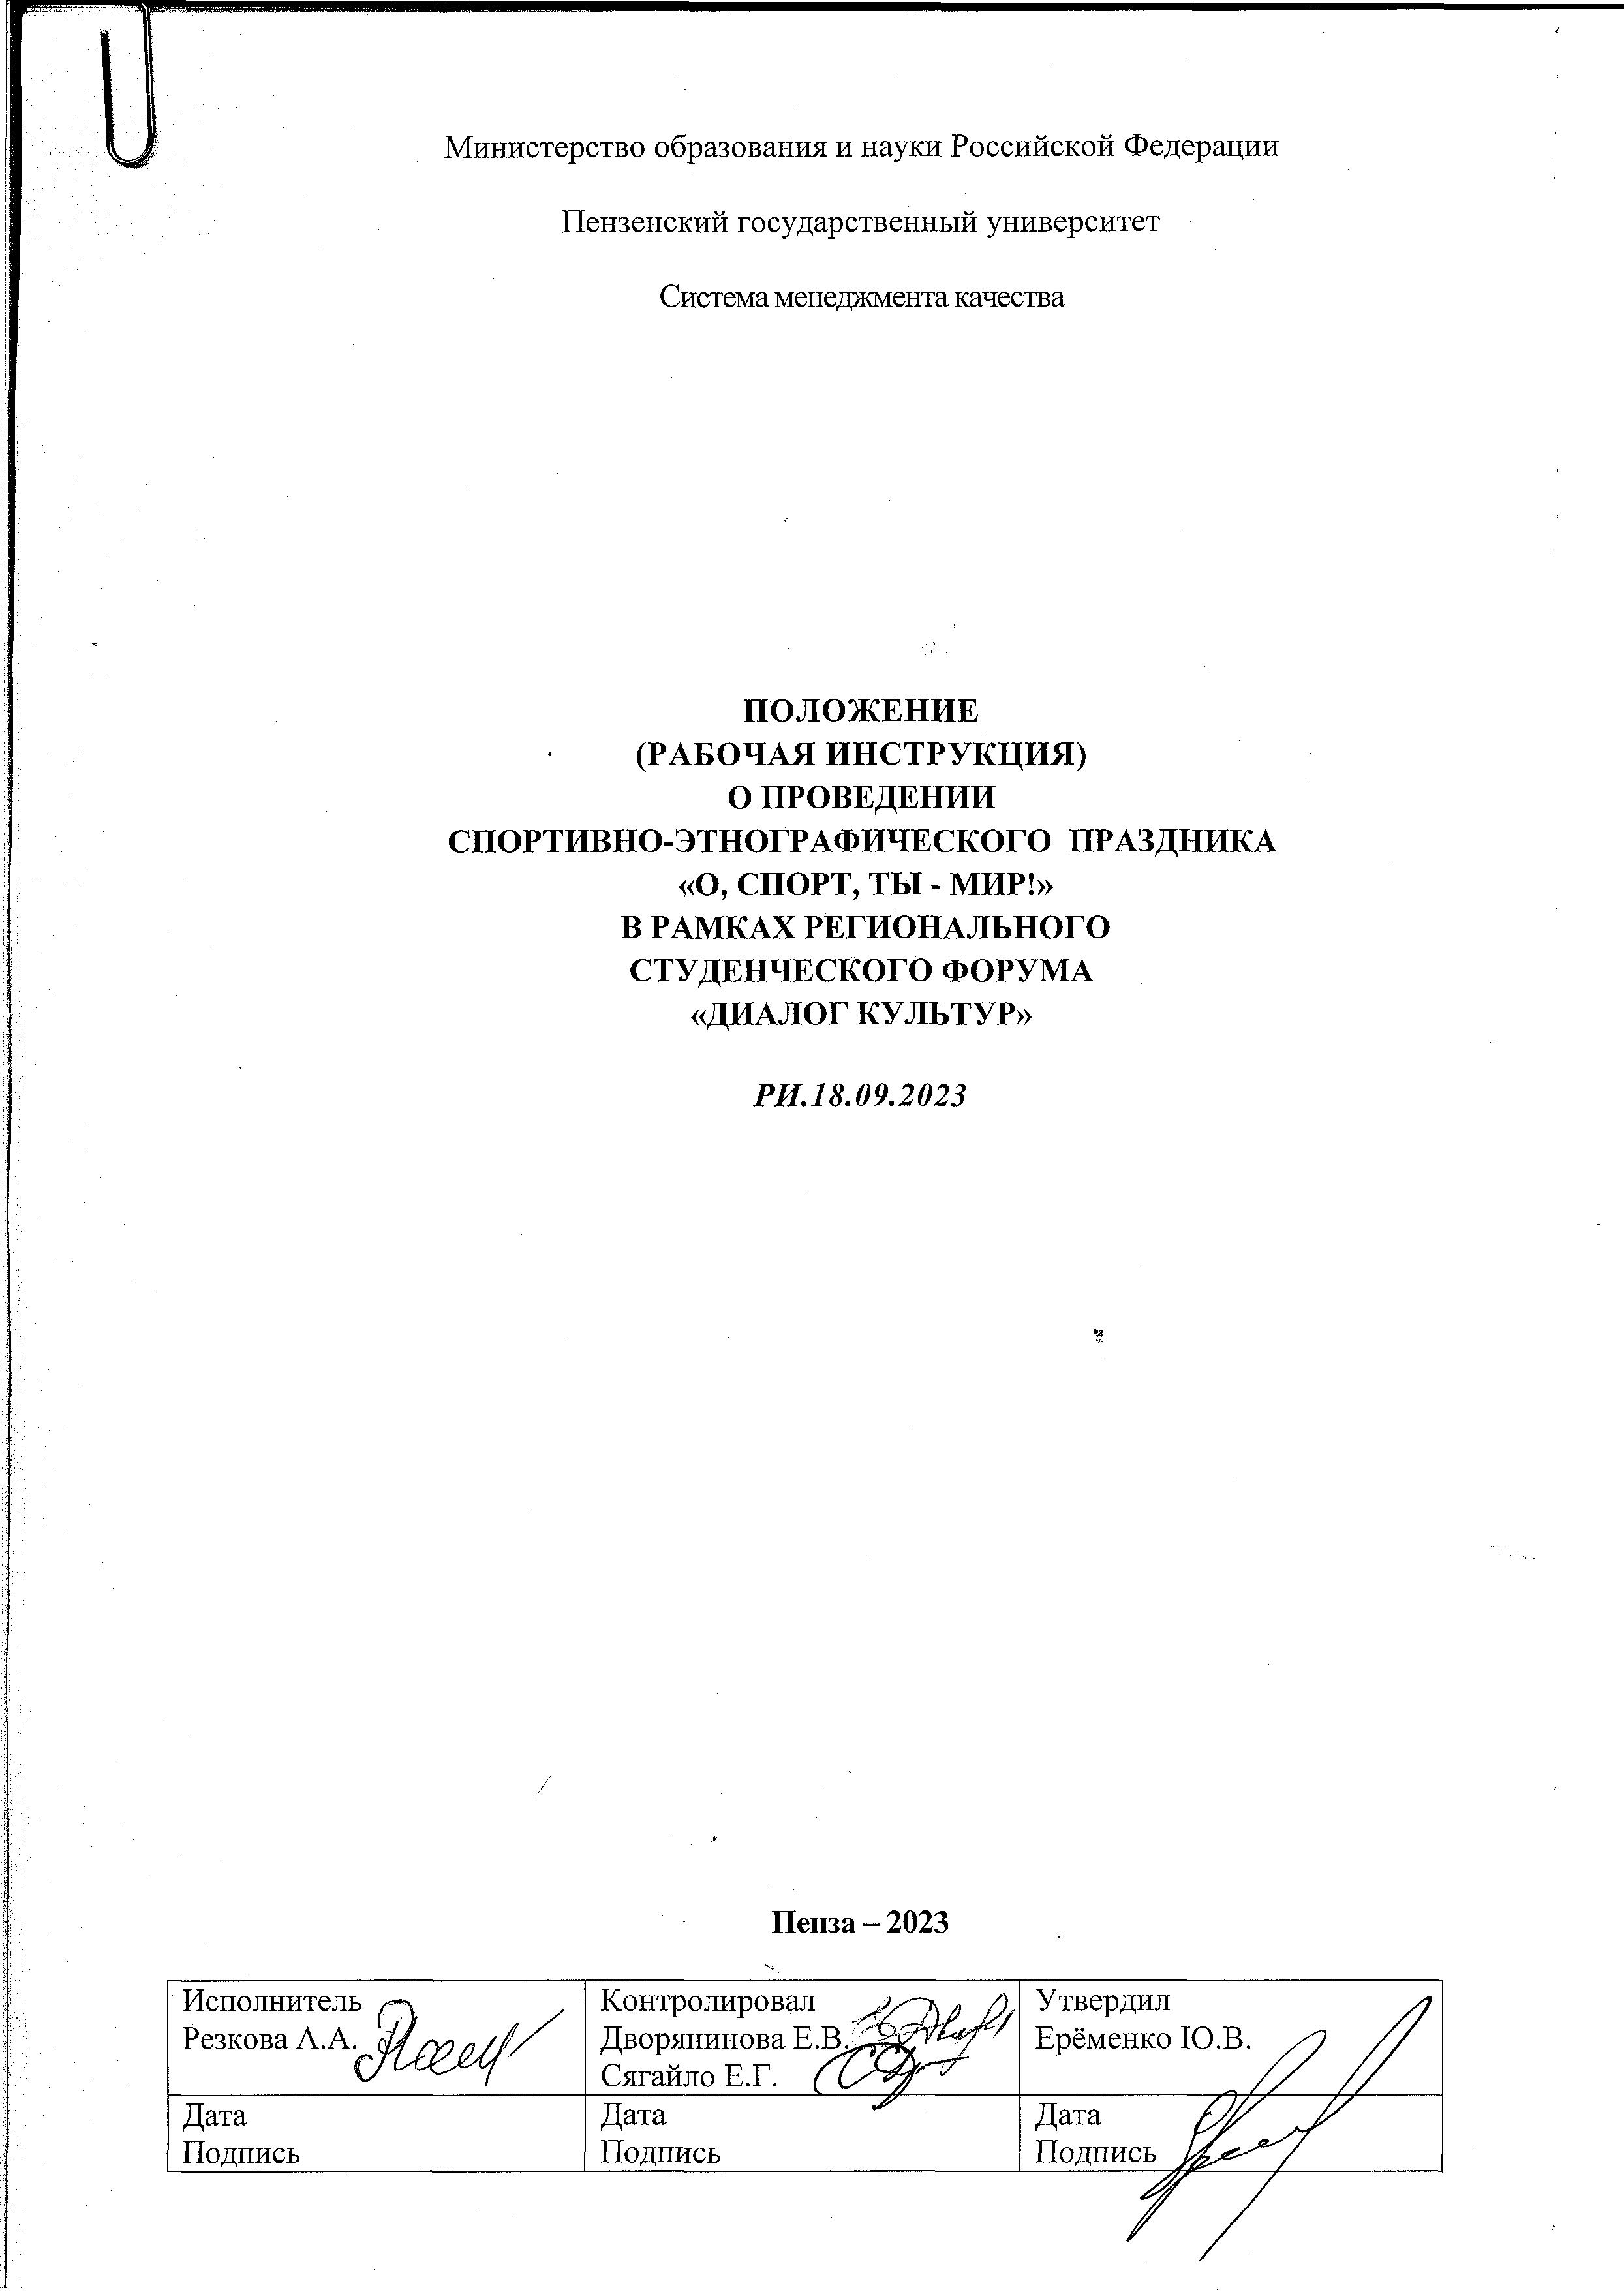 Министерство образования и науки Российской Федерации
Пензенский государственный университет
Система менеджмента качества
ПОЛОЖЕНИЕ
(РАБОЧАЯ ИНСТРУКЦИЯ)
О ПРОВЕДЕНИИ
СПОРТИВНО-ЭТНОГРАФИЧЕСКОГО ПРАЗДНИКА
«О, СПОРТ, ТЫ - МИР!»
В РАМКАХ РЕГИОНАЛЬНОГО
СТУДЕНЧЕСКОГО ФОРУМА
«ДИАЛОГ КУЛЬТУР»
РИ.18.09.2023
Пенза – 2023
Исполнитель
Резкова А.А.
Контролировал
Дворянинова Е.В.
Сягайло Е.Г.
Утвердил
Ерёменко Ю.В.
Дата
Подпись
Дата
Подпись
Дата
Подпись